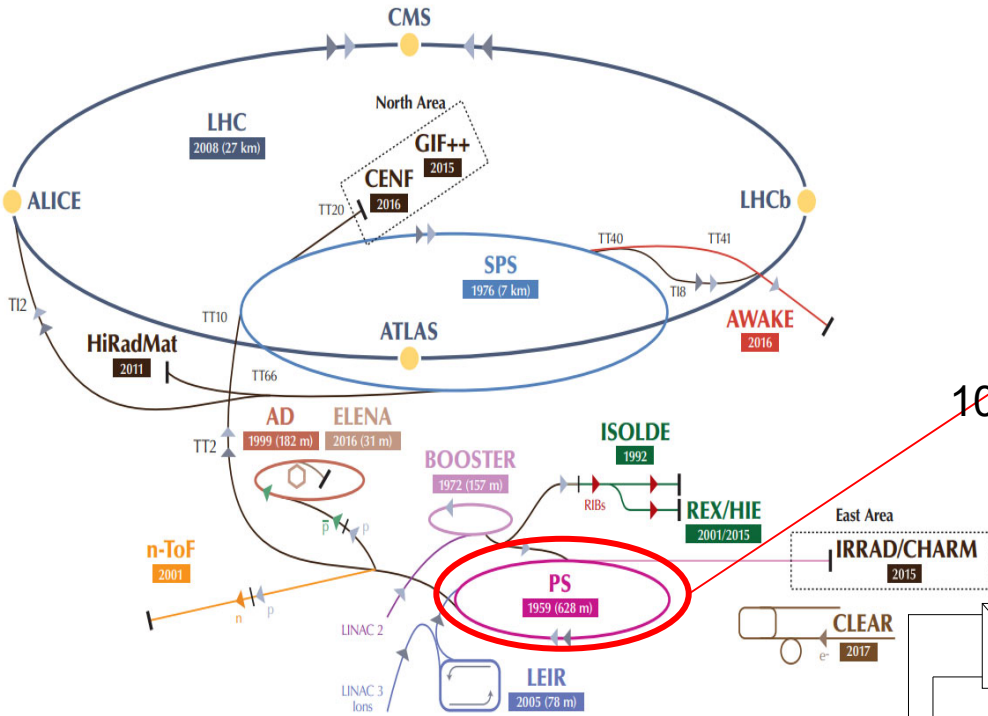 CMS
North Area
LHC
2008 (27 km)
GIF++
2015
CENF
2016
ALICE
LHCb
TT20
TT40
TT41
SPS
1976 (7 km)
TI2
TI8
TT10
AWAKE
2016
ATLAS
HiRadMat
2011
TT66
AD
1999 (182 m)
ELENA
2016 (31 m)
TT2
ISOLDE
1992
BOOSTER
1972 (157 m)
RIBs
REX/HIE
2001/2015
East Area
p̅
p
n-ToF
2001
IRRAD/CHARM
2015
PS
1959 (628 m)
n
p
LINAC 2
CLEAR
2017
e-
LEIR
2005 (78 m)
LINAC 3
Ions